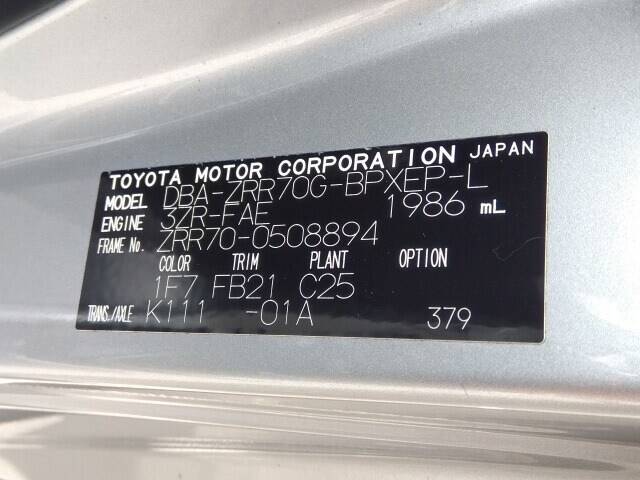 TOYOTA MOTOR CORPORATION JAPAN
MODEL DBA-ZRR70G-BPXEP-L
ENGINE 3ZR-FAE 1986 mL
FRAME No. ZRR70-0508894
COLOR TRIM PLANT OPTION
1F7 FB21 C25
TRANS./AXLE K111 -01A 379